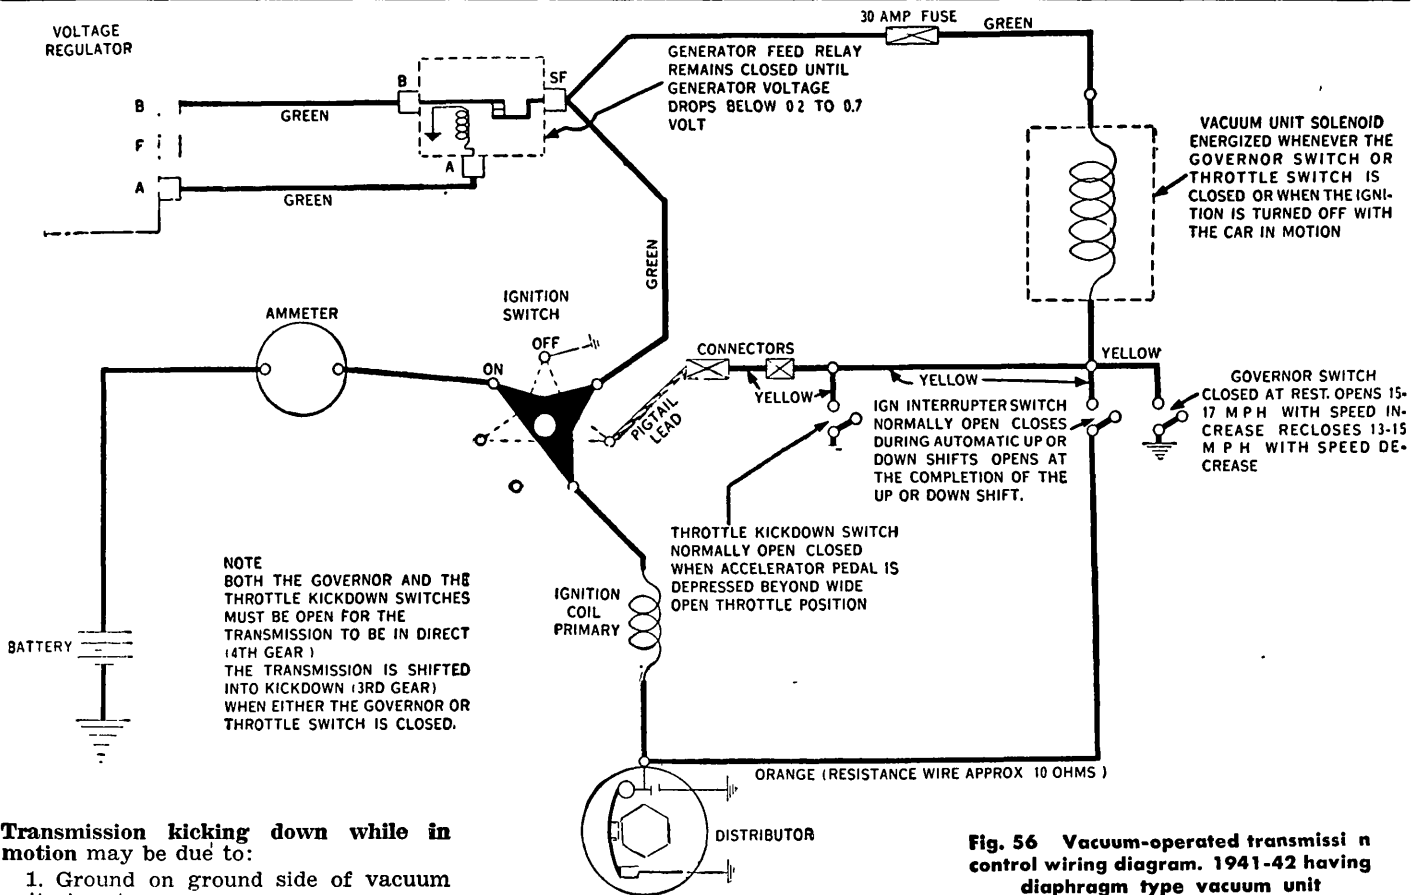 VOLTAGE
REGULATOR
B
F
A
GREEN
GREEN
B
A
SF
GENERATOR FEED RELAY
REMAINS CLOSED UNTIL
GENERATOR VOLTAGE
DROPS BELOW 0 2 TO 0.7
VOLT
30 AMP FUSE
GREEN
VACUUM UNIT SOLENOID
ENERGIZED WHENEVER THE
GOVERNOR SWITCH OR
THROTTLE SWITCH IS
CLOSED OR WHEN THE IGNI-
TION IS TURNED OFF WITH
THE CAR IN MOTION
GREEN
AMMETER
IGNITION
SWITCH
OFF
ON
CONNECTORS
PIGTAIL
LEAD
YELLOW
YELLOW
YELLOW
IGN INTERRUPTER SWITCH
NORMALLY OPEN CLOSES
DURING AUTOMATIC UP OR
DOWN SHIFTS OPENS AT
THE COMPLETION OF THE
UP OR DOWN SHIFT.
GOVERNOR SWITCH
CLOSED AT REST. OPENS 15-
17 M P H WITH SPEED IN-
CREASE RECLOSES 13-15
M P H WITH SPEED DE-
CREASE
THROTTLE KICKDOWN SWITCH
NORMALLY OPEN CLOSED
WHEN ACCELERATOR PEDAL IS
DEPRESSED BEYOND WIDE
OPEN THROTTLE POSITION
NOTE
BOTH THE GOVERNOR AND THE
THROTTLE KICKDOWN SWITCHES
MUST BE OPEN FOR THE
TRANSMISSION TO BE IN DIRECT
(4TH GEAR )
THE TRANSMISSION IS SHIFTED
INTO KICKDOWN (3RD GEAR)
WHEN EITHER THE GOVERNOR OR
THROTTLE SWITCH IS CLOSED.
BATTERY
IGNITION
COIL
PRIMARY
ORANGE (RESISTANCE WIRE APPROX 10 OHMS )
DISTRIBUTOR
Transmission kicking down while in
motion may be due to:
1. Ground on ground side of vacuum
Fig. 56 Vacuum-operated transmissi n
control wiring diagram. 1941-42 having
diaphragm type vacuum unit